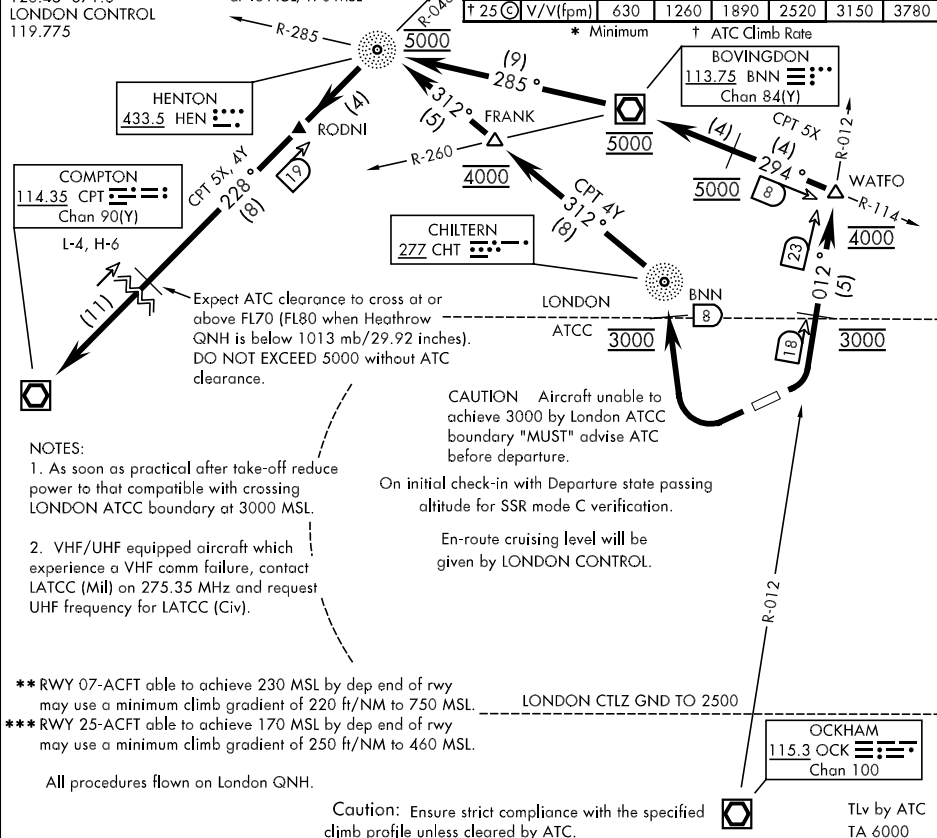 LONDON CONTROL
119.775
R-285
5000
† 25 Ⓒ V/V(fpm) 630 1260 1890 2520 3150 3780
* Minimum † ATC Climb Rate
BOVINGDON
113.75 BNN
Chan 84(Y)
(9)
285°
HENTON
433.5 HEN
(4)
RODNI
19
312°
(5)
FRANK
R-260
4000
5000
CPT 5X
(4)
(4)
294°
5000
8
R-012
WATFO
R-114
4000
COMPTON
114.35 CPT
Chan 90(Y)
L-4, H-6
CPT 5X, 4Y
228°
(8)
CPT 4Y
312°
(8)
CHILTERN
277 CHT
23
012°
(5)
(11)
Expect ATC clearance to cross at or
above FL70 (FL80 when Heathrow
QNH is below 1013 mb/29.92 inches).
DO NOT EXCEED 5000 without ATC
clearance.
LONDON
ATCC
BNN
8
3000
18
3000
CAUTION Aircraft unable to
achieve 3000 by London ATCC
boundary "MUST" advise ATC
before departure.
NOTES:
1. As soon as practical after take-off reduce
power to that compatible with crossing
LONDON ATCC boundary at 3000 MSL.
On initial check-in with Departure state passing
altitude for SSR mode C verification.
2. VHF/UHF equipped aircraft which
experience a VHF comm failure, contact
LATCC (Mil) on 275.35 MHz and request
UHF frequency for LATCC (Civ).
En-route cruising level will be
given by LONDON CONTROL.
R-012
** RWY 07-ACFT able to achieve 230 MSL by dep end of rwy
may use a minimum climb gradient of 220 ft/NM to 750 MSL.
*** RWY 25-ACFT able to achieve 170 MSL by dep end of rwy
may use a minimum climb gradient of 250 ft/NM to 460 MSL.
LONDON CTLZ GND TO 2500
All procedures flown on London QNH.
OCKHAM
115.3 OCK
Chan 100
Caution: Ensure strict compliance with the specified
climb profile unless cleared by ATC.
TLv by ATC
TA 6000